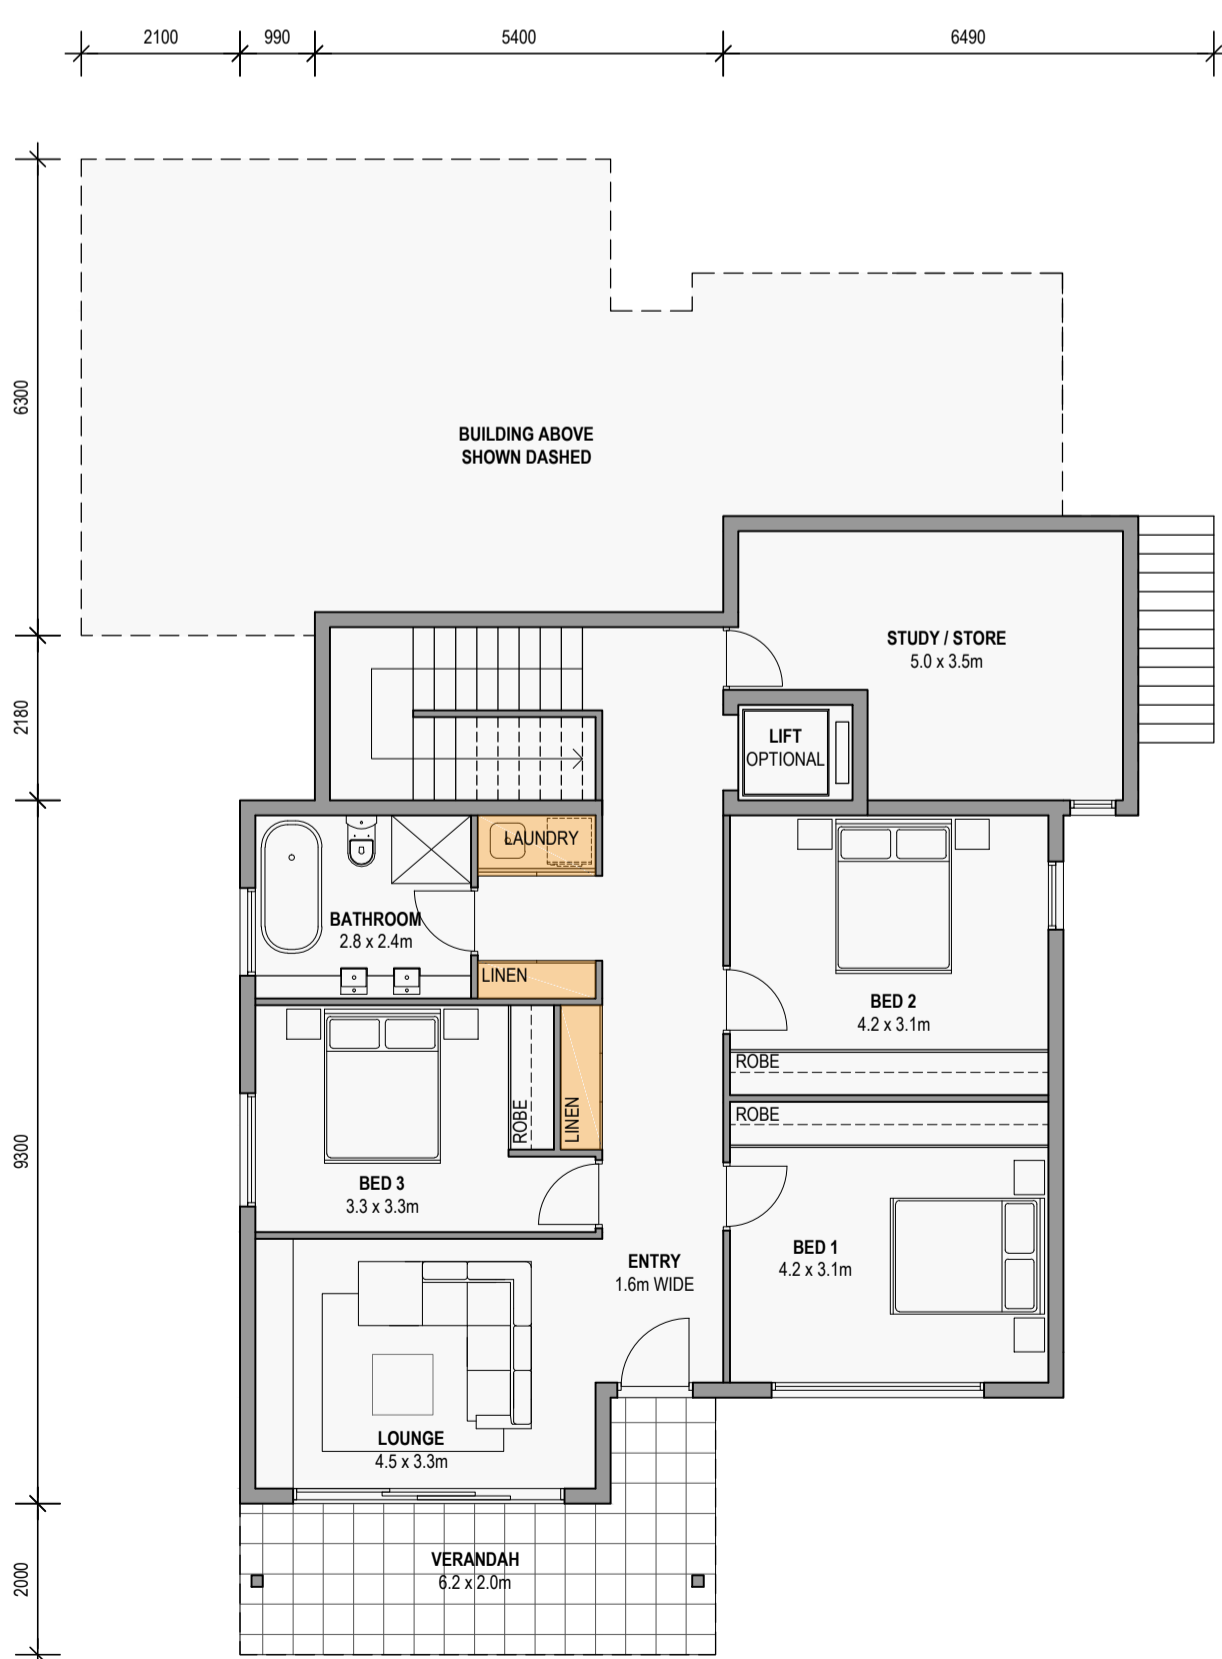 2100
990
5400
6490
6300
2180
9300
2000
BUILDING ABOVE
SHOWN DASHED
STUDY / STORE
5.0 x 3.5m
LIFT
OPTIONAL
LAUNDRY
BATHROOM
2.8 x 2.4m
LINEN
BED 2
4.2 x 3.1m
ROBE
ROBE
ROBE
LINEN
BED 3
3.3 x 3.3m
BED 1
4.2 x 3.1m
ENTRY
1.6m WIDE
LOUNGE
4.5 x 3.3m
VERANDAH
6.2 x 2.0m